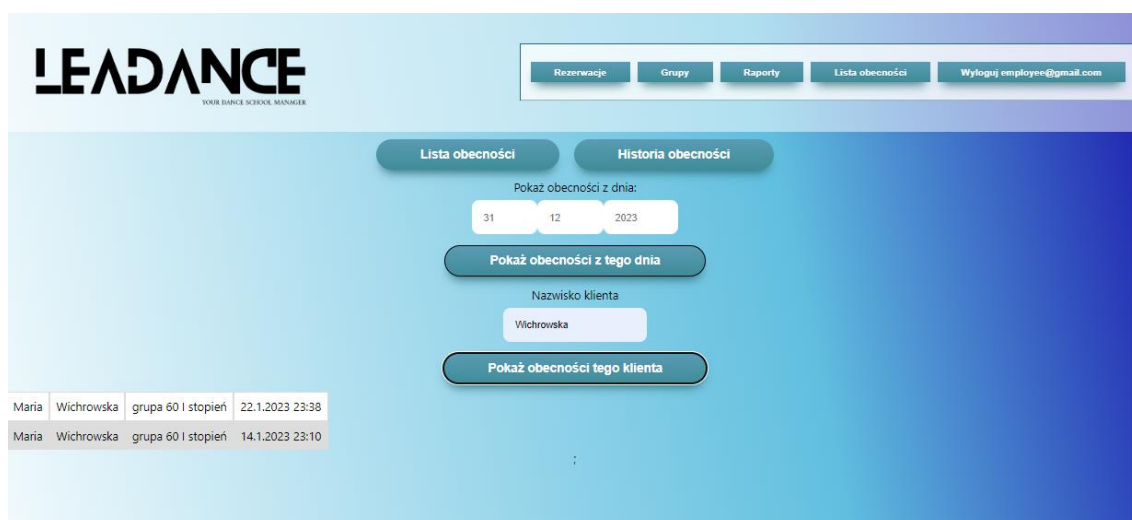 LEADANCE
YOUR DANCE SCHOOL MANAGER
Rezerwacje Grupy Raporty Lista obecności Wyloguj employee@gmail.com
Lista obecności Historia obecności
Pokaż obecności z dnia:
31 12 2023
Pokaż obecności z tego dnia
Nazwisko klienta
Wichrowska
Pokaż obecności tego klienta
Maria Wichrowska grupa 60 I stopień 22.1.2023 23:38
Maria Wichrowska grupa 60 I stopień 14.1.2023 23:10
;